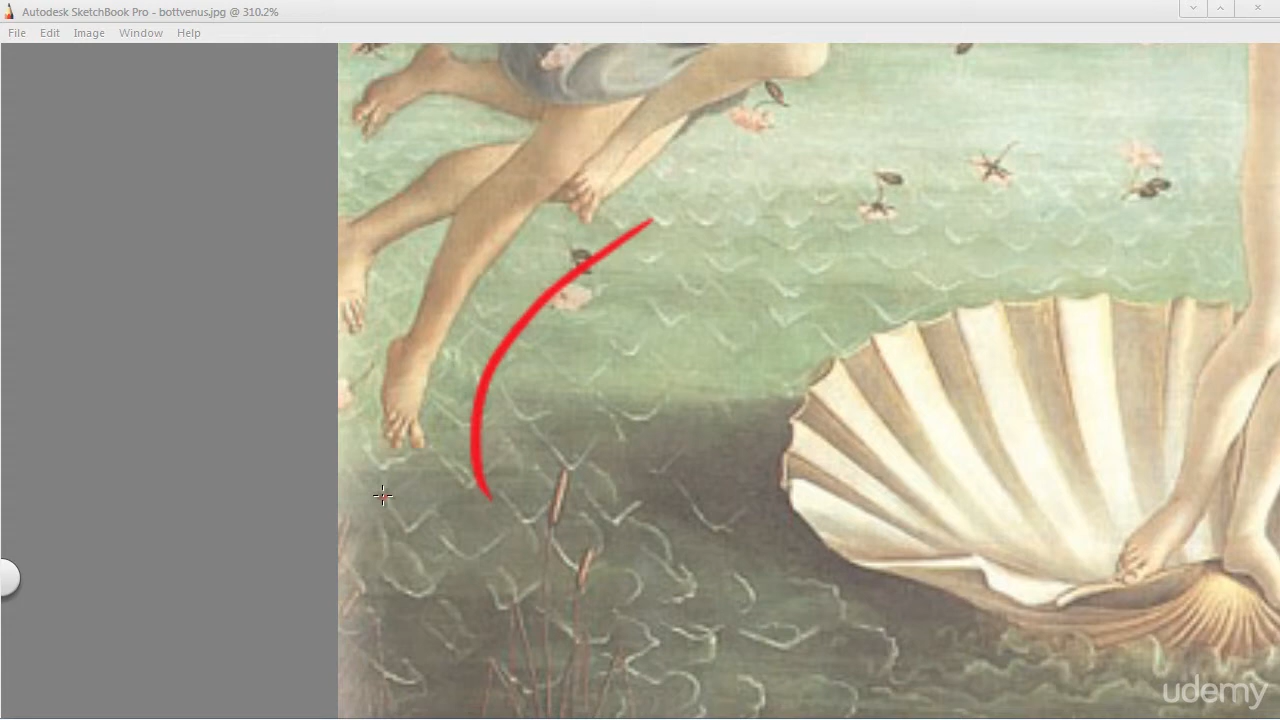 Autodesk SketchBook Pro - bottvenus.jpg @ 310.2%
File Edit Image Window Help
udemy